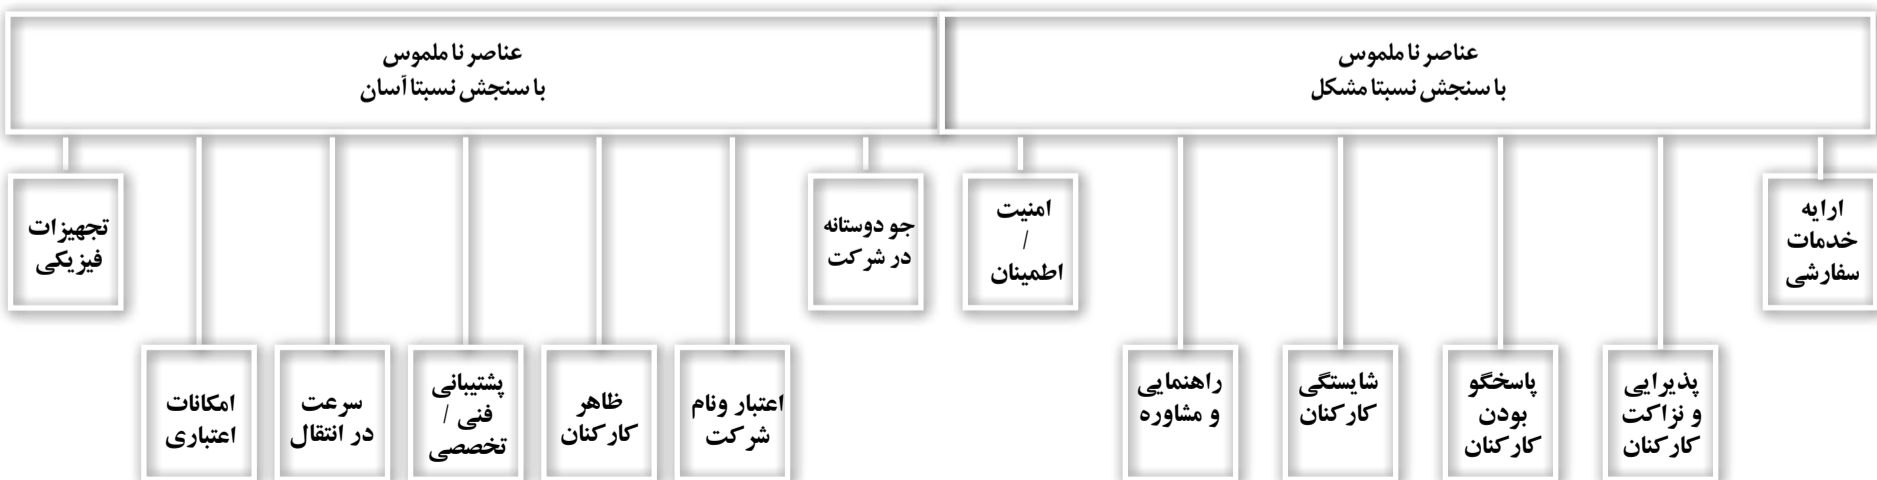 عناصر نا ملموس
با سنجش نسبتا مشکل
عناصر نا ملموس
با سنجش نسبتا آسان
ارایه
خدمات
سفارشی
پذیرایی
و نزاکت
کارکنان
پاسخگو
بودن
کارکنان
شایستگی
کارکنان
راهنمایی
و مشاوره
امنیت
/
اطمینان
جو دوستانه
در شرکت
اعتبار ونام
شرکت
ظاهر
کارکنان
پشتیبانی
فنی /
تخصصی
سرعت
در انتقال
امکانات
اعتباری
تجهیزات
فیزیکی